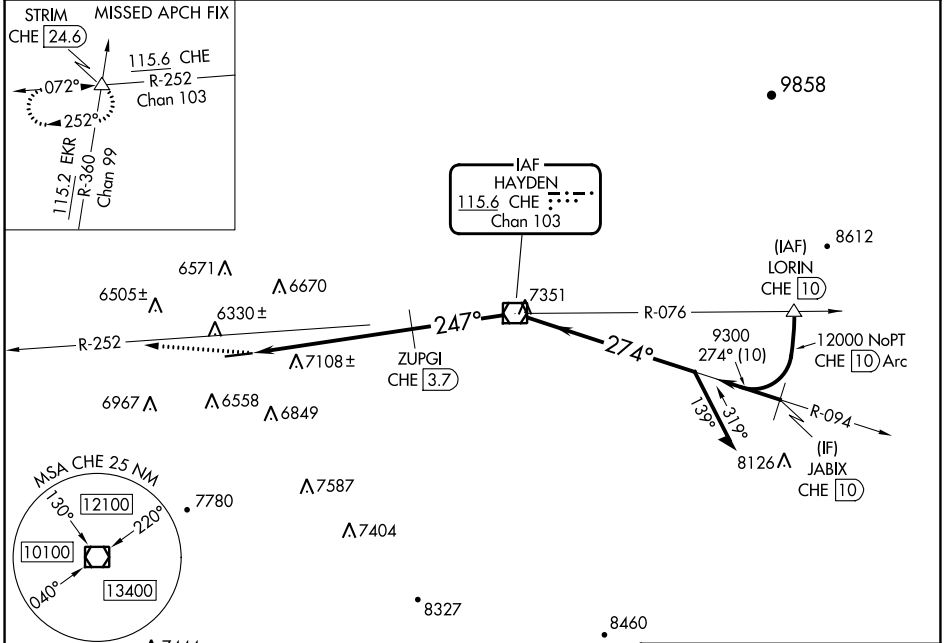 STRIM
CHE 24.6
MISSED APCH FIX
115.6 CHE
R-252
Chan 103
072°
252°
115.2 EKR
R-360
Chan 99
9858
IAF
HAYDEN
115.6 CHE
Chan 103
8612
(IAF)
LORIN
CHE 10
6571
6670
6505±
6330±
7351
R-076
247°
R-252
ZUPGI
CHE 3.7
7108±
274°
9300
274° (10)
12000 NoPT
CHE 10 Arc
6967
6558
6849
139°
319°
R-094
(IF)
JABIX
CHE 10
8126
MSA CHE 25 NM
130°
12100
220°
10100
040°
13400
7780
7587
7404
8327
8460